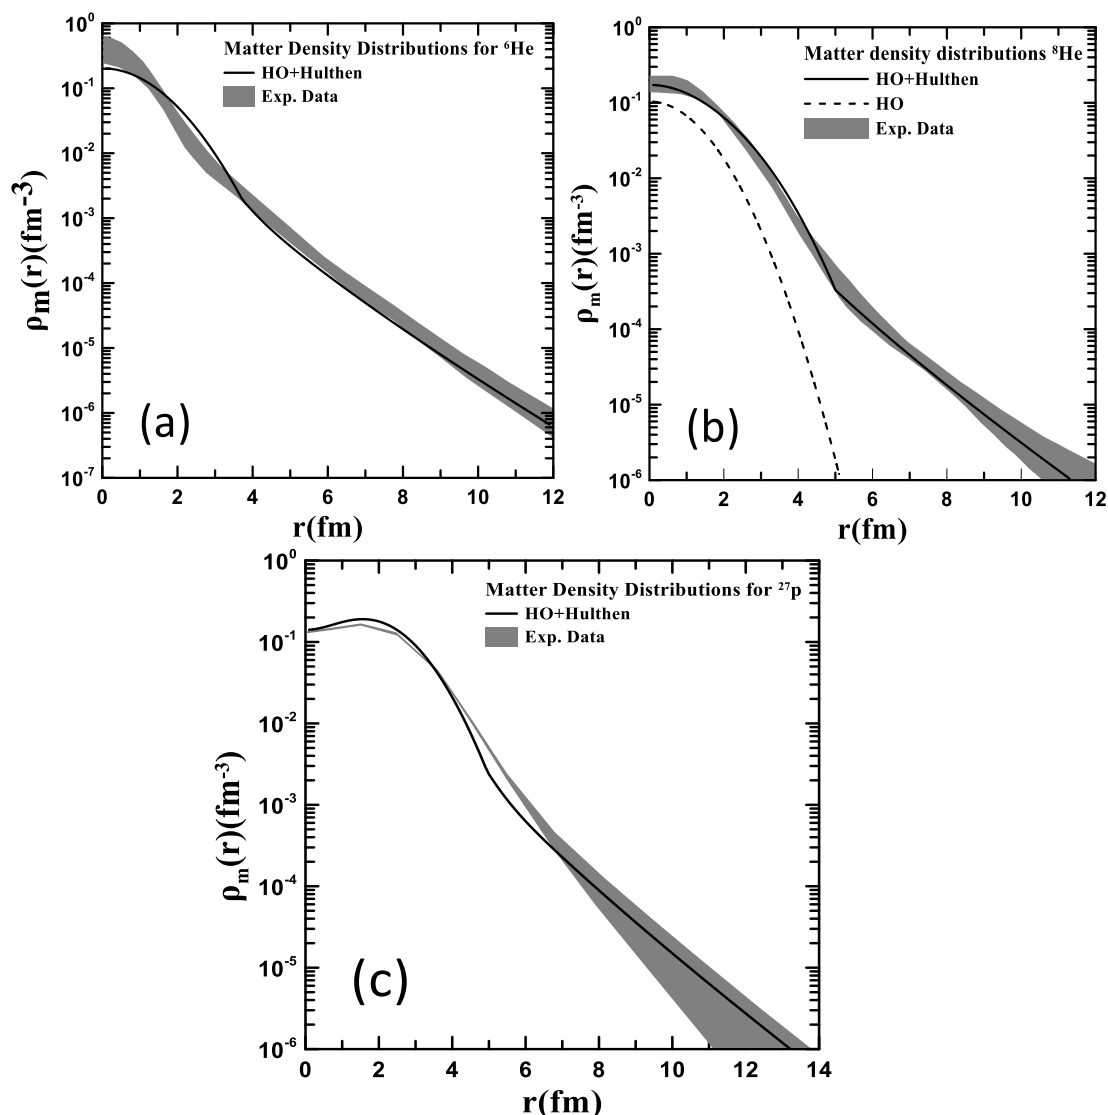 Matter Density Distributions for ⁶He
HO+Hulthen
Exp. Data
10⁰
10⁻¹
10⁻²
10⁻³
10⁻⁴
10⁻⁵
10⁻⁶
10⁻⁷
ρm(r)(fm⁻³)
(a)
0 2 4 6 8 10 12
r(fm)
Matter density distributions ⁸He
HO+Hulthen
HO
Exp. Data
10⁰
10⁻¹
10⁻²
10⁻³
10⁻⁴
10⁻⁵
10⁻⁶
ρm(r)(fm⁻³)
(b)
0 2 4 6 8 10 12
r(fm)
Matter Density Distributions for ²⁷p
HO+Hulthen
Exp. Data
10⁰
10⁻¹
10⁻²
10⁻³
10⁻⁴
10⁻⁵
10⁻⁶
ρm(r)(fm⁻³)
(c)
0 2 4 6 8 10 12 14
r(fm)